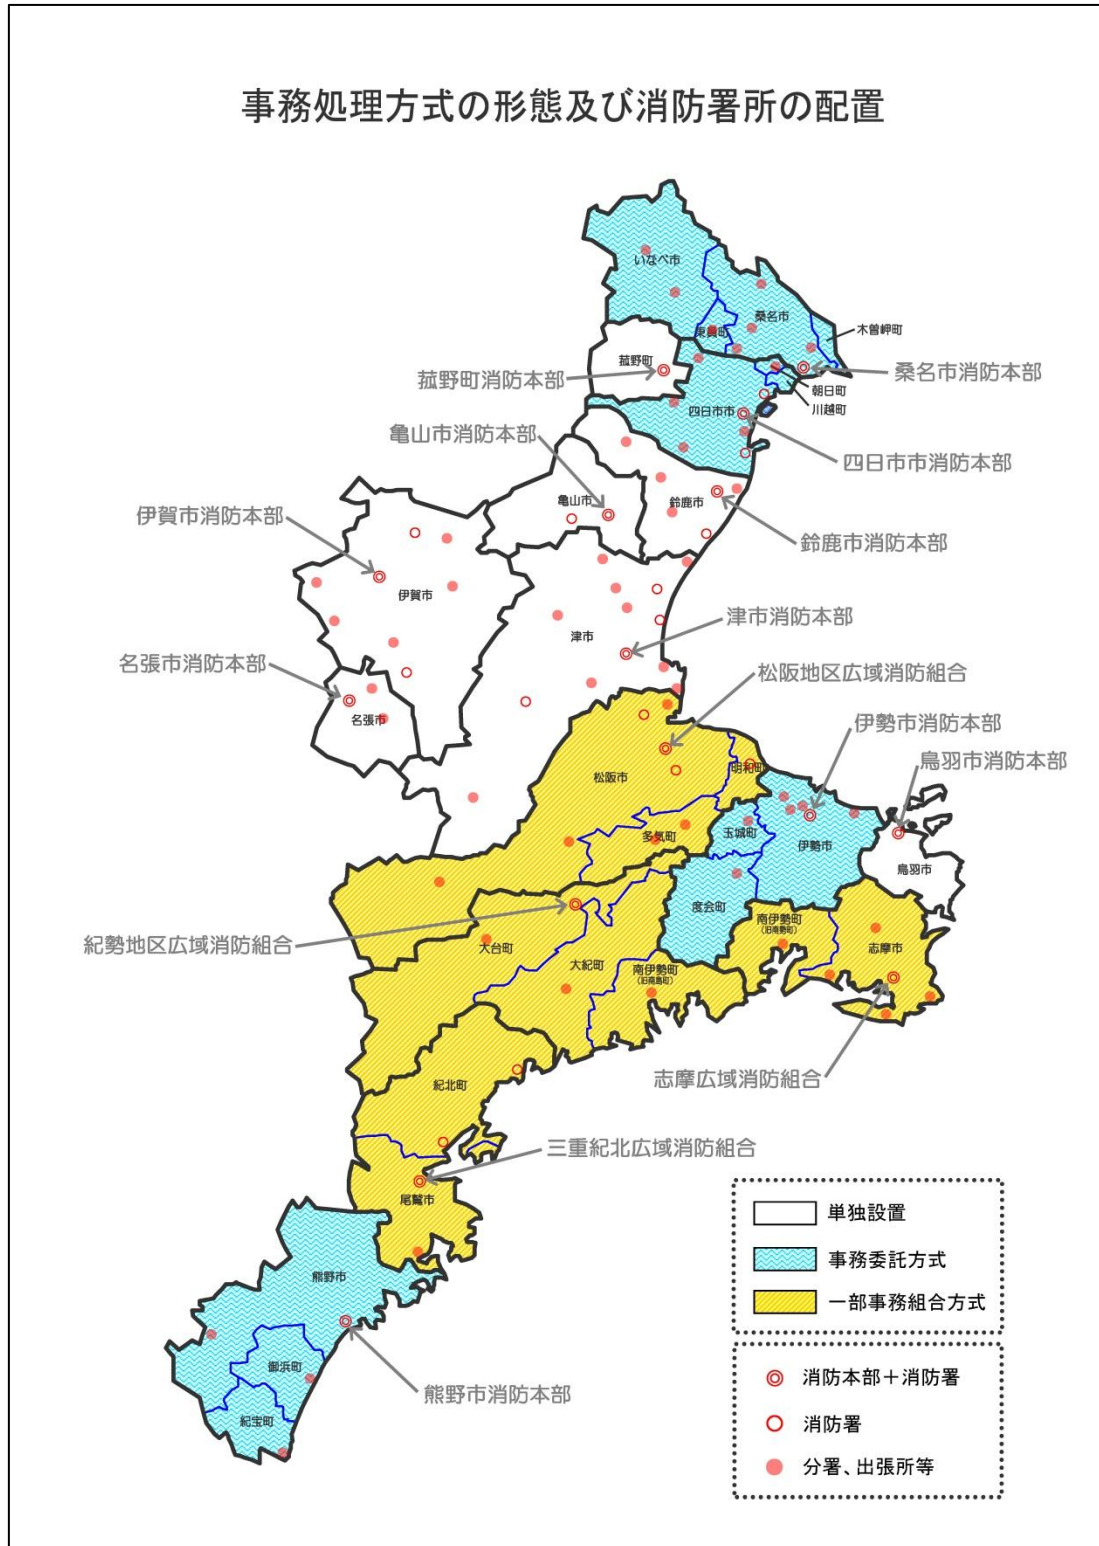 事務処理方式の形態及び消防署所の配置
いなべ市
桑名市
東員町
木曽岬町
菰野町
菰野町消防本部
桑名市消防本部
朝日町
川越町
四日市市
亀山市消防本部
四日市市消防本部
亀山市
鈴鹿市
伊賀市消防本部
鈴鹿市消防本部
伊賀市
津市
津市消防本部
名張市消防本部
松阪地区広域消防組合
名張市
伊勢市消防本部
鳥羽市消防本部
松阪市
明和町
多気町
玉城町
伊勢市
鳥羽市
度会町
南伊勢町
(旧南勢町)
志摩市
紀勢地区広域消防組合
大台町
大紀町
南伊勢町
(旧南島町)
志摩広域消防組合
紀北町
三重紀北広域消防組合
尾鷲市
熊野市
御浜町
紀宝町
熊野市消防本部
単独設置
事務委託方式
一部事務組合方式
消防本部+消防署
消防署
分署、出張所等